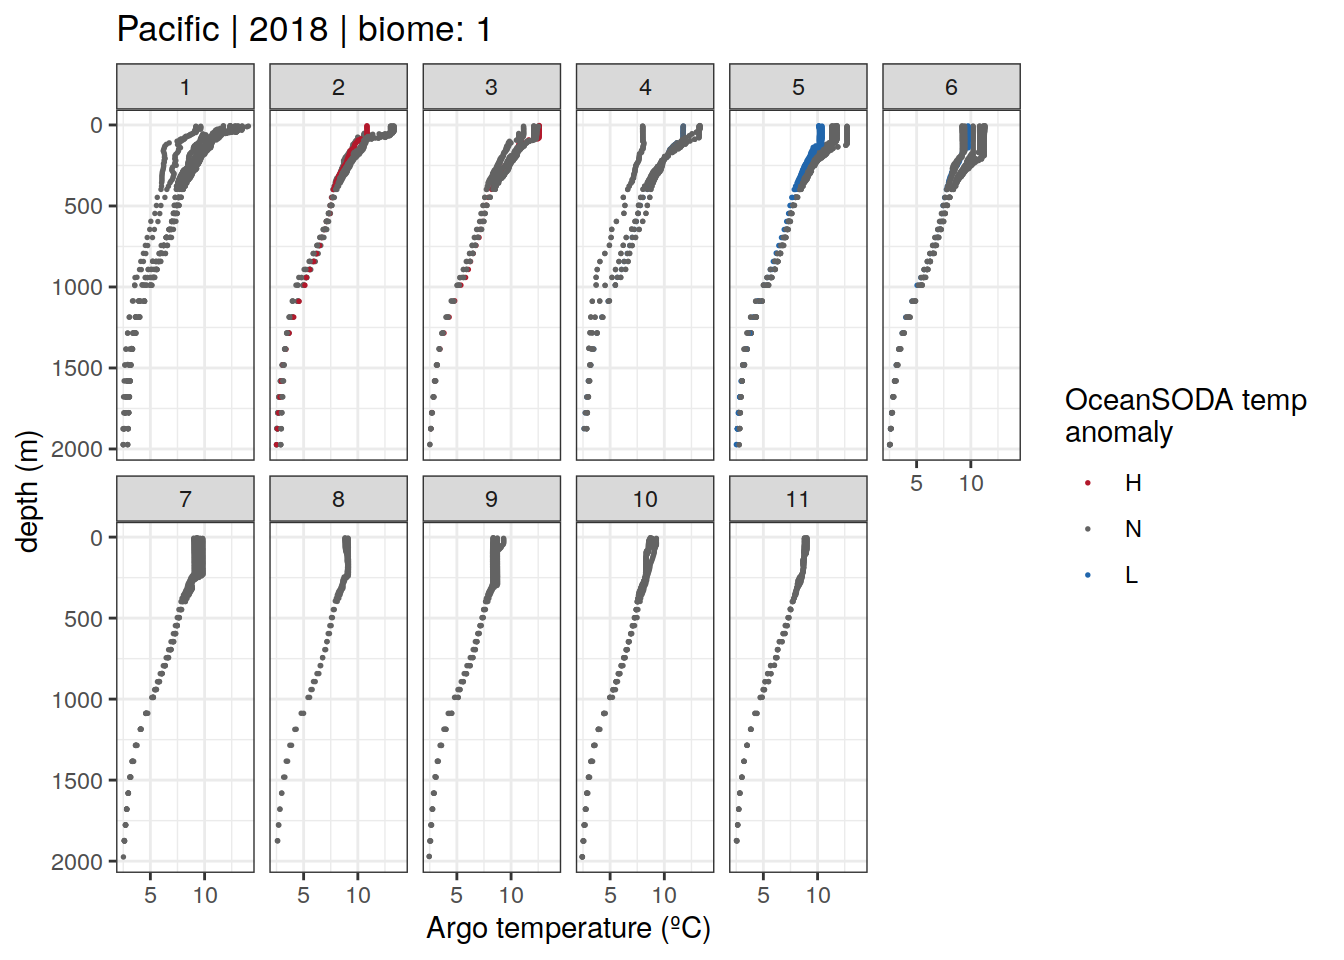 Pacific | 2018 | biome: 1
1 2 3 4 5 6
0
500
1000
1500
2000
5 10
7 8 9 10 11
0
500
1000
1500
2000
5 10 5 10 5 10 5 10 5 10
Argo temperature (ºC)
depth (m)
OceanSODA temp
anomaly
H
N
L